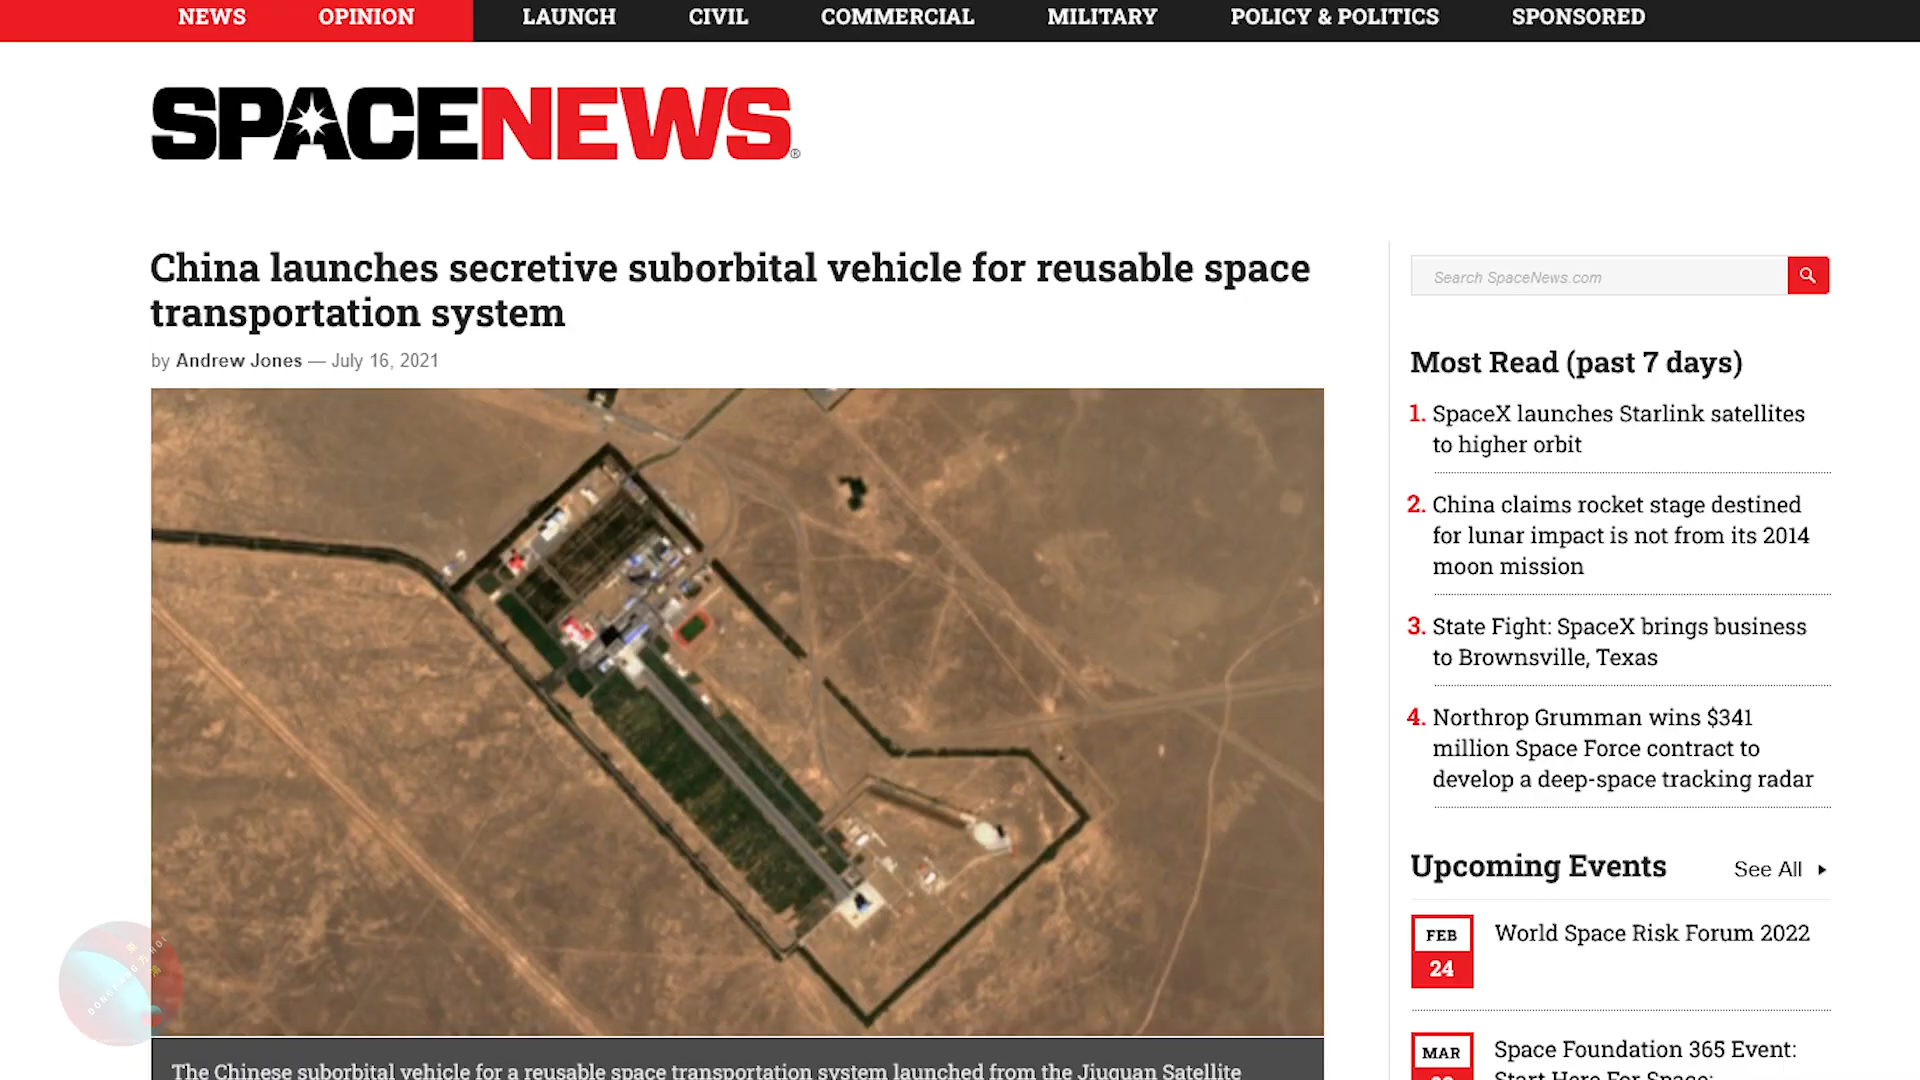 NEWS OPINION LAUNCH CIVIL COMMERCIAL MILITARY POLICY & POLITICS SPONSORED
SPACENEWS®
China launches secretive suborbital vehicle for reusable space
transportation system
by Andrew Jones — July 16, 2021
The Chinese suborbital vehicle for a reusable space transportation system launched from the Jiuquan Satellite
Search SpaceNews.com
Most Read (past 7 days)
1. SpaceX launches Starlink satellites
to higher orbit
2. China claims rocket stage destined
for lunar impact is not from its 2014
moon mission
3. State Fight: SpaceX brings business
to Brownsville, Texas
4. Northrop Grumman wins $341
million Space Force contract to
develop a deep-space tracking radar
Upcoming Events See All
FEB
24
World Space Risk Forum 2022
MAR
Space Foundation 365 Event:
Start Here For Space: